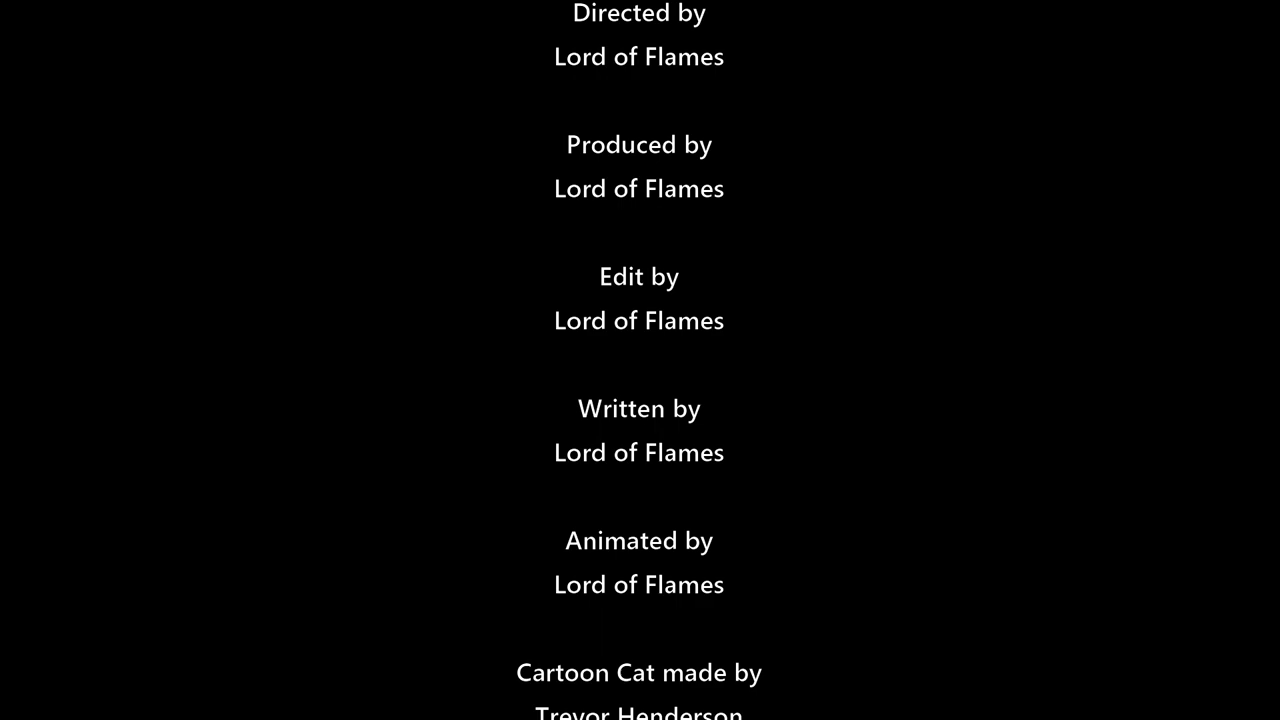 Directed by
Lord of Flames
Produced by
Lord of Flames
Edit by
Lord of Flames
Written by
Lord of Flames
Animated by
Lord of Flames
Cartoon Cat made by
Trevor Henderson